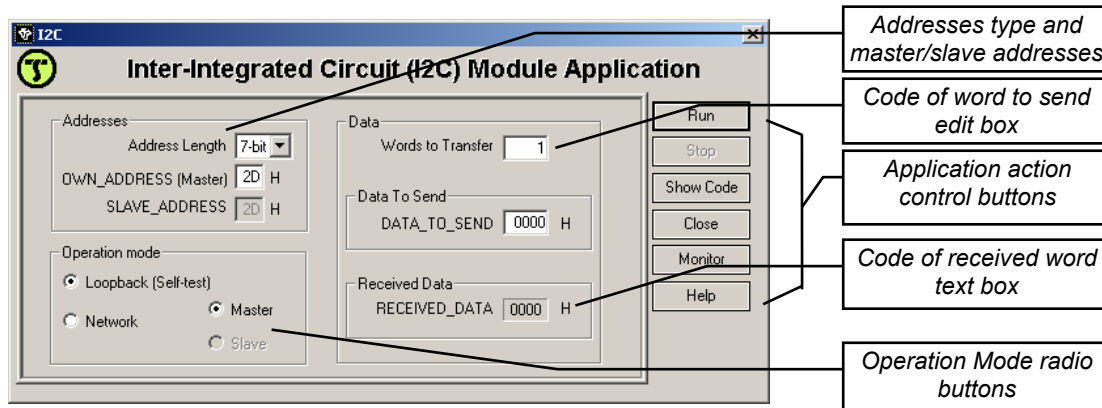 I2C
Inter-Integrated Circuit (I2C) Module Application
Addresses
Address Length 7-bit
OWN_ADDRESS (Master) 2D H
SLAVE_ADDRESS 2D H
Operation mode
Loopback (Self-test)
Network
Master
Slave
Data
Words to Transfer 1
Data To Send
DATA_TO_SEND 0000 H
Received Data
RECEIVED_DATA 0000 H
Run
Stop
Show Code
Close
Monitor
Help
Addresses type and
master/slave addresses
Code of word to send
edit box
Application action
control buttons
Code of received word
text box
Operation Mode radio
buttons